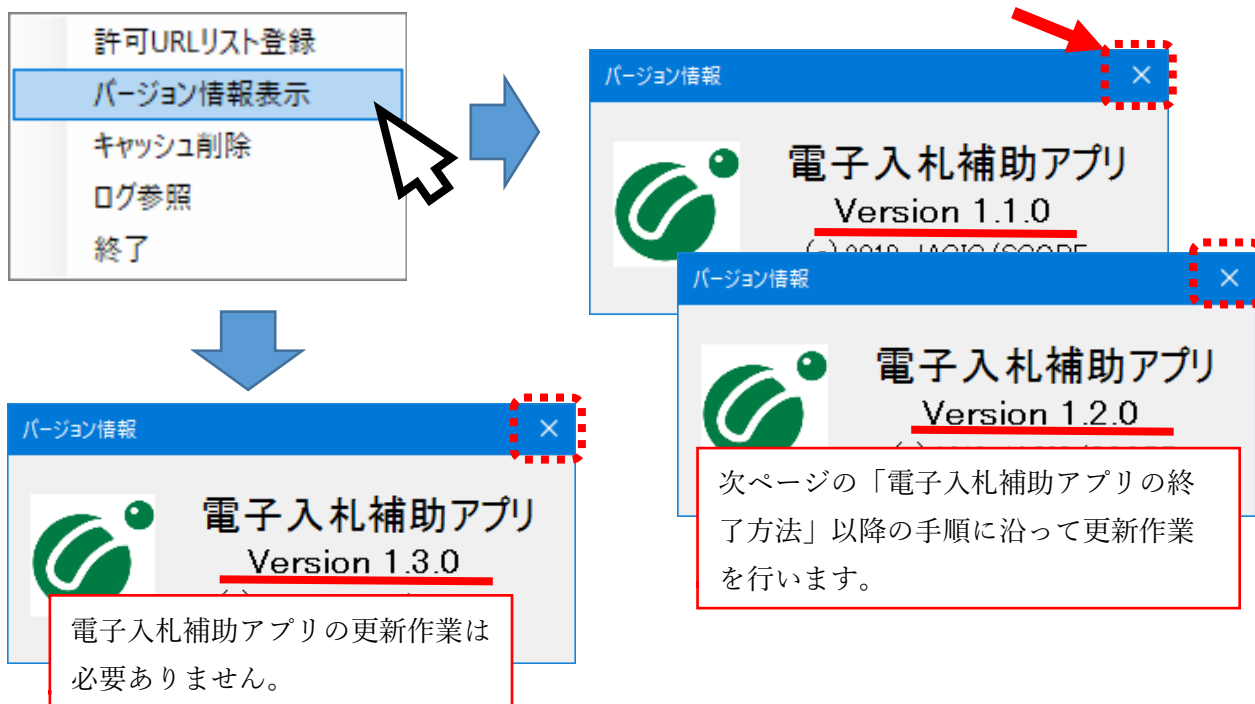 許可URLリスト登録
バージョン情報表示
キャッシュ削除
ログ参照
終了
バージョン情報
電子入札補助アプリ
Version 1.1.0
バージョン情報
電子入札補助アプリ
Version 1.2.0
次ページの「電子入札補助アプリの終
了方法」以降の手順に沿って更新作業
を行います。
バージョン情報
電子入札補助アプリ
Version 1.3.0
電子入札補助アプリの更新作業は
必要ありません。